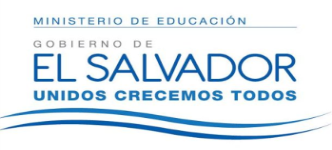 MINISTERIO DE EDUCACIÓN
GOBIERNO DE
EL SALVADOR
UNIDOS CRECEMOS TODOS